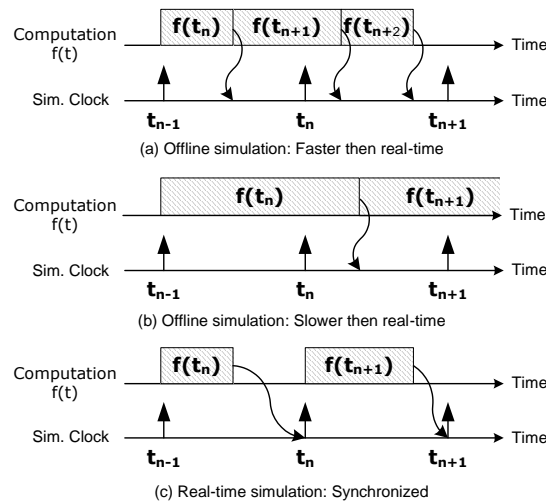 f(tₙ) f(tₙ₊₁) f(tₙ₊₂)
Computation
f(t)
Time
Sim. Clock
Time
tₙ₋₁ tₙ tₙ₊₁
(a) Offline simulation: Faster then real-time
f(tₙ) f(tₙ₊₁)
Computation
f(t)
Time
Sim. Clock
Time
tₙ₋₁ tₙ tₙ₊₁
(b) Offline simulation: Slower then real-time
f(tₙ) f(tₙ₊₁)
Computation
f(t)
Time
Sim. Clock
Time
tₙ₋₁ tₙ tₙ₊₁
(c) Real-time simulation: Synchronized